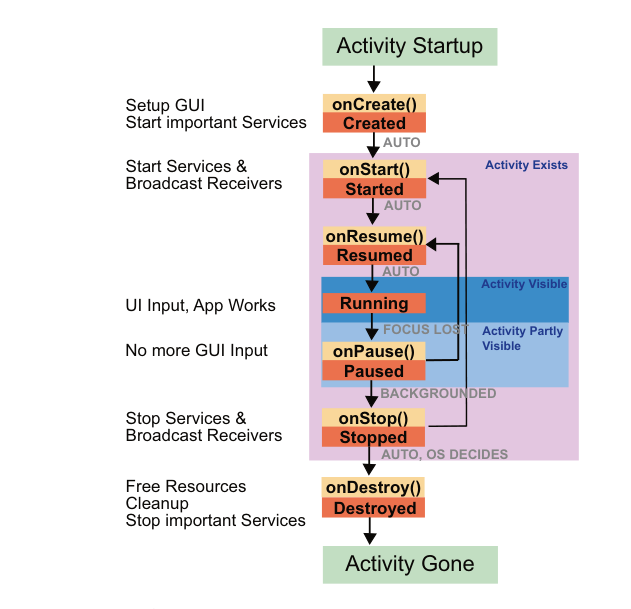 Activity Startup
Setup GUI
Start important Services
onCreate()
Created
AUTO
Start Services &
Broadcast Receivers
onStart()
Started
Activity Exists
AUTO
onResume()
Resumed
AUTO
Activity Visible
UI Input, App Works
Running
FOCUS LOST
Activity Partly
Visible
No more GUI Input
onPause()
Paused
BACKGROUNDED
Stop Services &
Broadcast Receivers
onStop()
Stopped
AUTO, OS DECIDES
Free Resources
Cleanup
Stop important Services
onDestroy()
Destroyed
Activity Gone